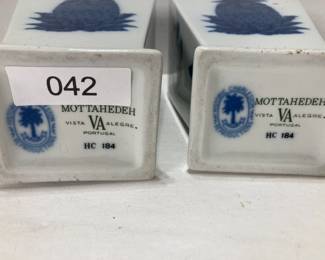 042
MOTTAHEDEH
VISTA VA ALEGRE
PORTUGAL
HC 184
MOTTAHEDEH
VISTA VA ALEGRE
PORTUGAL
HC 184